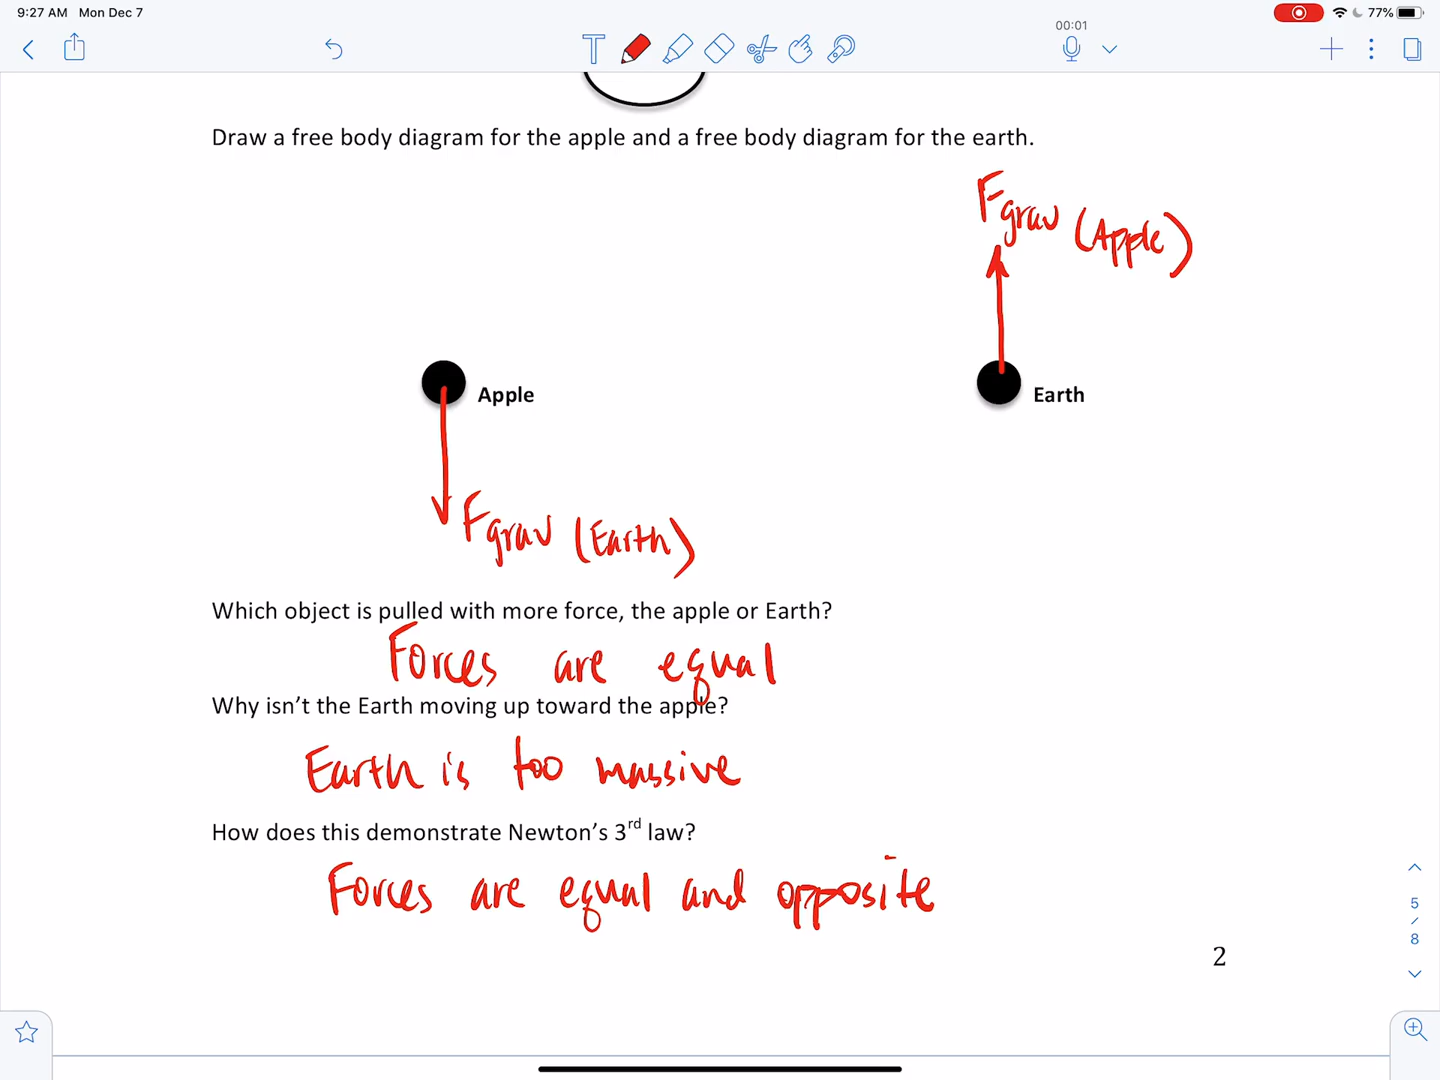 9:27 AM Mon Dec 7
77%
T
00:01
Draw a free body diagram for the apple and a free body diagram for the earth.
Fgrav (Apple)
Apple
Earth
Fgrav (Earth)
Which object is pulled with more force, the apple or Earth?
Forces are equal
Why isn't the Earth moving up toward the apple?
Earth is too massive
How does this demonstrate Newton's 3rd law?
Forces are equal and opposite
5
/
8
2